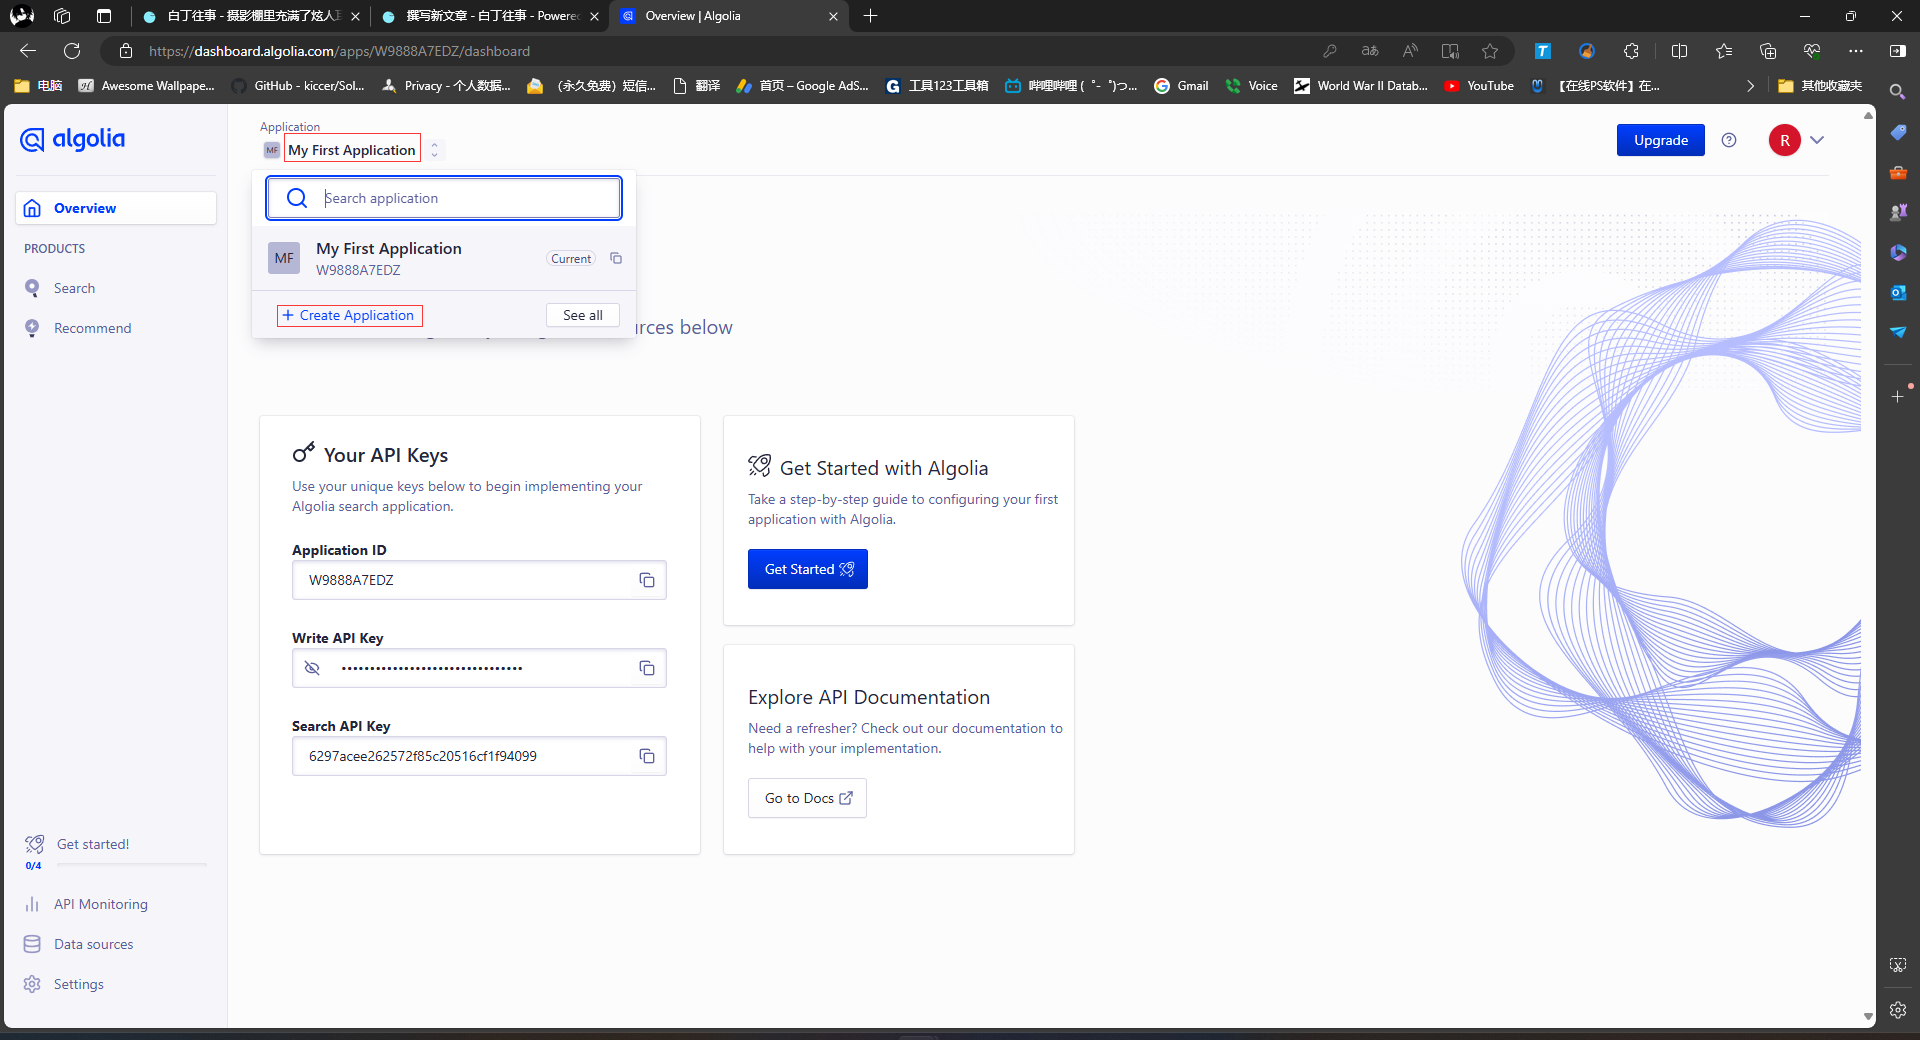 白丁往事 - 摄影棚里充满了炫人
撰写新文章 - 白丁往事 - Powere
Overview | Algolia
https://dashboard.algolia.com/apps/W9888A7EDZ/dashboard
电脑
Awesome Wallpape...
GitHub - kiccer/Sol...
Privacy - 个人数据...
（永久免费）短信...
翻译
首页 – Google AdS...
工具123工具箱
哔哩哔哩 ( ゜- ゜)つ...
Gmail
Voice
World War II Datab...
YouTube
【在线PS软件】在...
其他收藏夹
algolia
Application
MF My First Application
Upgrade
R
Search application
MF
My First Application
W9888A7EDZ
Current
+ Create Application
See all
urces below
Overview
PRODUCTS
Search
Recommend
Your API Keys
Use your unique keys below to begin implementing your
Algolia search application.
Application ID
W9888A7EDZ
Write API Key
Search API Key
6297acee262572f85c20516cf1f94099
Get Started with Algolia
Take a step-by-step guide to configuring your first
application with Algolia.
Get Started
Explore API Documentation
Need a refresher? Check out our documentation to
help with your implementation.
Go to Docs
Get started!
0/4
API Monitoring
Data sources
Settings